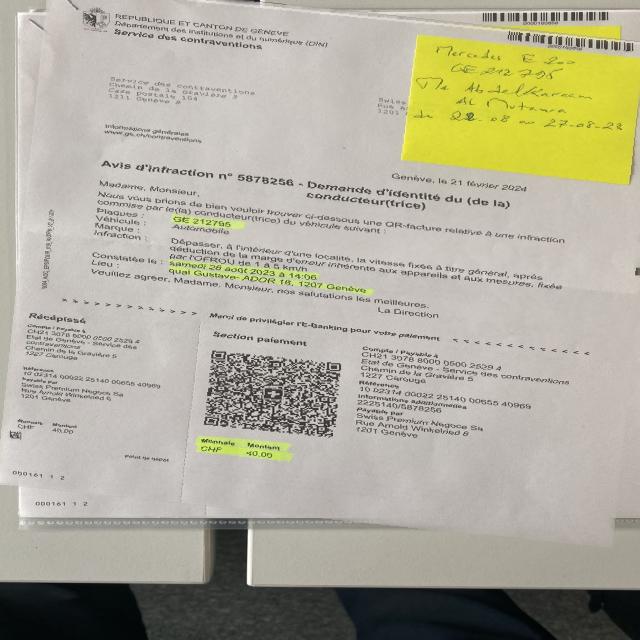 REPUBLIQUE ET CANTON DE GENEVE
Département des institutions et du numérique (DIN)
Service des contraventions
Mercedes E 200
GE 212795
Mr Abdelkareem
AL Mutawa
du 22-08 au 27-08-23
Service des contraventions
Chemin de la Gravière 5
Case postale 104
1211 Genève 8
Swiss
Rue A
1201
Informations générales
www.ge.ch/contraventions
Genève, le 21 février 2024
Avis d'infraction n° 5878256 - Demande d'identité du (de la)
conducteur(trice)
Madame, Monsieur,
Nous vous prions de bien vouloir trouver ci-dessous une QR-facture relative à une infraction
commise par le(la) conducteur(trice) du véhicule suivant :
Plaques : GE 212795
Véhicule : Automobile
Marque :
Infraction : Dépasser, à l'intérieur d'une localité, la vitesse fixée à titre général, après
déduction de la marge d'erreur inhérente aux appareils et aux mesures, fixée
par l'OFROU de 1 à 5 km/h
Constatée le : samedi 26 août 2023 à 14:06
Lieu : quai Gustave-ADOR 16, 1207 Genève
Veuillez agréer, Madame, Monsieur, nos salutations les meilleures.
La Direction
Merci de privilégier l'E-Banking pour votre paiement
Récépissé
Compte / Payable à
CH21 3078 8000 0500 2529 4
Etat de Genève - Service des
contraventions
Chemin de la Gravière 5
1227 Carouge
Référence
10 02314 00022 25140 00655 40969
Payable par
Swiss Premium Negoce Sa
Rue Arnold Winkelried 8
1201 Genève
Monnaie Montant
CHF 40.00
Point de dépôt
Section paiement
Monnaie Montant
CHF 40.00
Compte / Payable à
CH21 3078 8000 0500 2529 4
Etat de Genève - Service des contraventions
Chemin de la Gravière 5
1227 Carouge
Référence
10 02314 00022 25140 00655 40969
Informations additionnelles
2225140/5878256
Payable par
Swiss Premium Negoce Sa
Rue Arnold Winkelried 8
1201 Genève
000161 1 2
000161 1 2